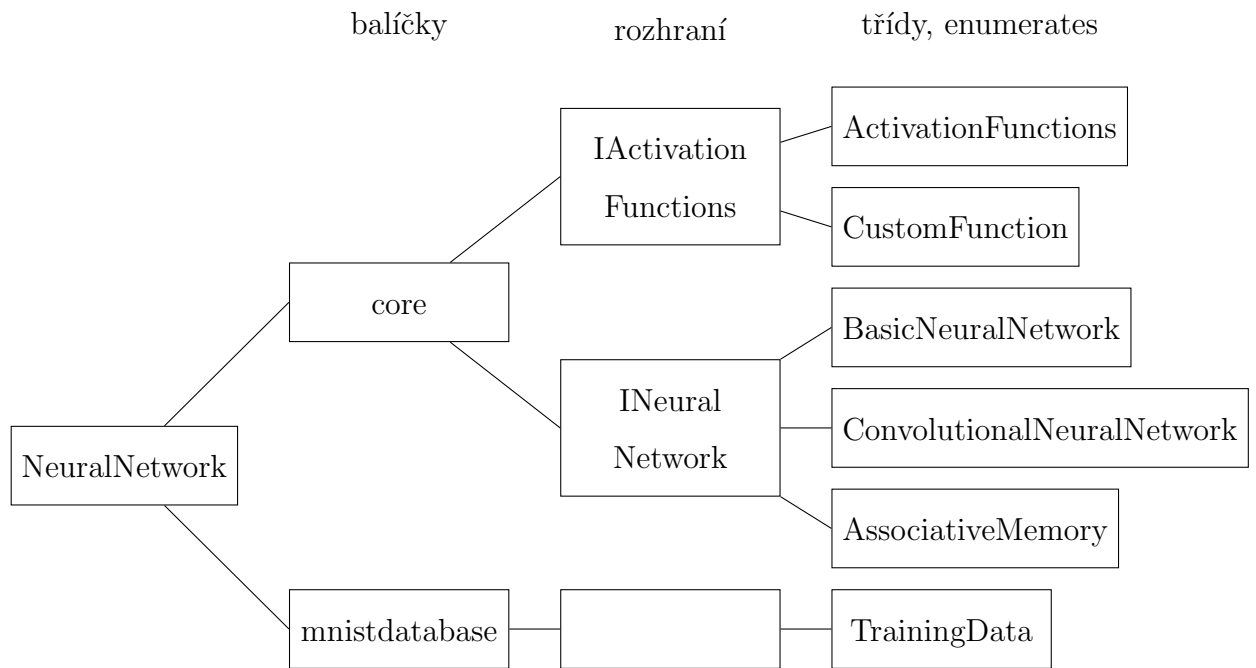 balíčky
rozhraní
třídy, enumerates
IActivation
Functions
ActivationFunctions
CustomFunction
core
BasicNeuralNetwork
INeural
Network
ConvolutionalNeuralNetwork
NeuralNetwork
AssociativeMemory
mnistdatabase
TrainingData